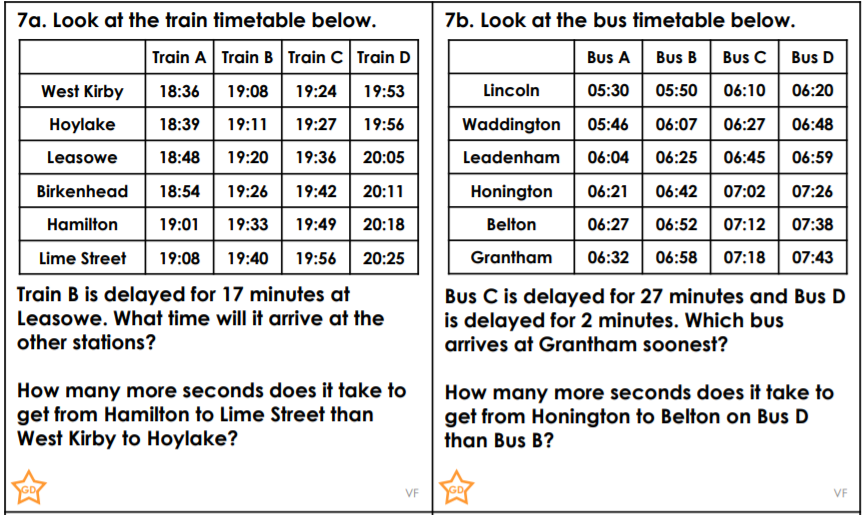 7a. Look at the train timetable below.
Train A Train B Train C Train D
West Kirby 18:36 19:08 19:24 19:53
Hoylake 18:39 19:11 19:27 19:56
Leasowe 18:48 19:20 19:36 20:05
Birkenhead 18:54 19:26 19:42 20:11
Hamilton 19:01 19:33 19:49 20:18
Lime Street 19:08 19:40 19:56 20:25
Train B is delayed for 17 minutes at
Leasowe. What time will it arrive at the
other stations?
How many more seconds does it take to
get from Hamilton to Lime Street than
West Kirby to Hoylake?
GD
VF
7b. Look at the bus timetable below.
Bus A Bus B Bus C Bus D
Lincoln 05:30 05:50 06:10 06:20
Waddington 05:46 06:07 06:27 06:48
Leadenham 06:04 06:25 06:45 06:59
Honington 06:21 06:42 07:02 07:26
Belton 06:27 06:52 07:12 07:38
Grantham 06:32 06:58 07:18 07:43
Bus C is delayed for 27 minutes and Bus D
is delayed for 2 minutes. Which bus
arrives at Grantham soonest?
How many more seconds does it take to
get from Honington to Belton on Bus D
than Bus B?
GD
VF